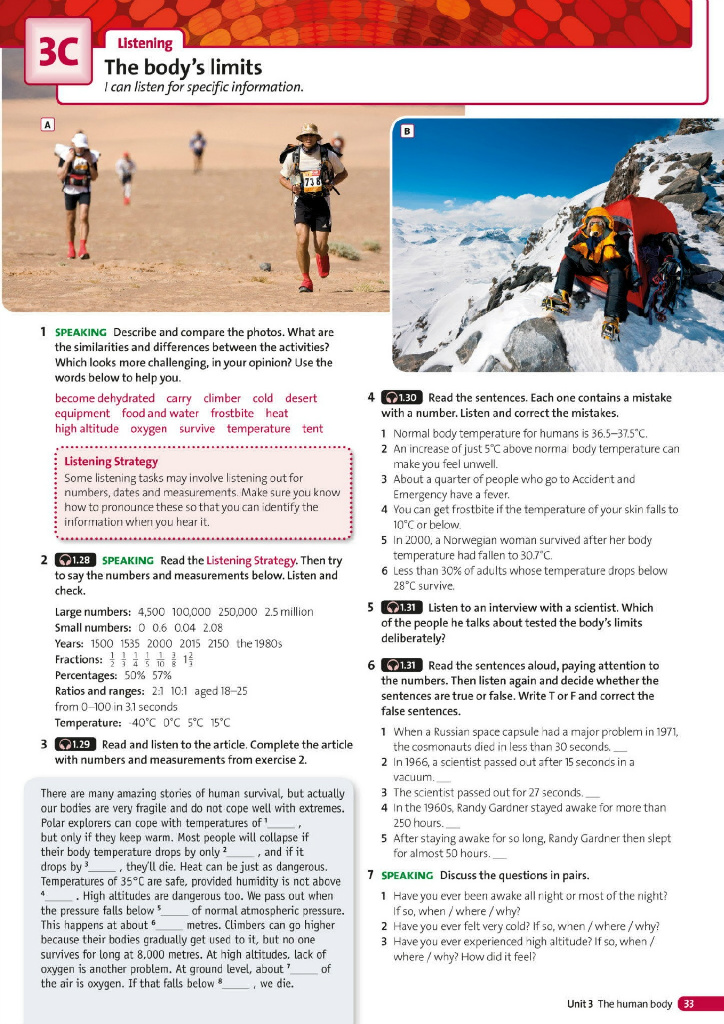 3C
Listening
The body's limits
I can listen for specific information.
A
B
738
1 SPEAKING Describe and compare the photos. What are
the similarities and differences between the activities?
Which looks more challenging, in your opinion? Use the
words below to help you.
become dehydrated carry climber cold desert
equipment food and water frostbite heat
high altitude oxygen survive temperature tent
Listening Strategy
Some listening tasks may involve listening out for
numbers, dates and measurements. Make sure you know
how to pronounce these so that you can identify the
information when you hear it.
2 1.28 SPEAKING Read the Listening Strategy. Then try
to say the numbers and measurements below. Listen and
check.
Large numbers: 4,500 100,000 250,000 2.5 million
Small numbers: 0 0.6 0.04 2.08
Years: 1500 1535 2000 2015 2150 the 1980s
Fractions: 1/2 1/3 1/4 1/5 1/10 3/8 1 2/3
Percentages: 50% 57%
Ratios and ranges: 2:1 10:1 aged 18–25
from 0–100 in 3.1 seconds
Temperature: -40°C 0°C 5°C 15°C
3 1.29 Read and listen to the article. Complete the article
with numbers and measurements from exercise 2.
There are many amazing stories of human survival, but actually
our bodies are very fragile and do not cope well with extremes.
Polar explorers can cope with temperatures of 1____ ,
but only if they keep warm. Most people will collapse if
their body temperature drops by only 2____ , and if it
drops by 3____ , they'll die. Heat can be just as dangerous.
Temperatures of 35°C are safe, provided humidity is not above
4____ . High altitudes are dangerous too. We pass out when
the pressure falls below 5____ of normal atmospheric pressure.
This happens at about 6____ metres. Climbers can go higher
because their bodies gradually get used to it, but no one
survives for long at 8,000 metres. At high altitudes, lack of
oxygen is another problem. At ground level, about 7____ of
the air is oxygen. If that falls below 8____ , we die.
4 1.30 Read the sentences. Each one contains a mistake
with a number. Listen and correct the mistakes.
1 Normal body temperature for humans is 36.5–37.5°C.
2 An increase of just 5°C above normal body temperature can
make you feel unwell.
3 About a quarter of people who go to Accident and
Emergency have a fever.
4 You can get frostbite if the temperature of your skin falls to
10°C or below.
5 In 2000, a Norwegian woman survived after her body
temperature had fallen to 30.7°C.
6 Less than 30% of adults whose temperature drops below
28°C survive.
5 1.31 Listen to an interview with a scientist. Which
of the people he talks about tested the body's limits
deliberately?
6 1.31 Read the sentences aloud, paying attention to
the numbers. Then listen again and decide whether the
sentences are true or false. Write T or F and correct the
false sentences.
1 When a Russian space capsule had a major problem in 1971,
the cosmonauts died in less than 30 seconds. __
2 In 1966, a scientist passed out after 15 seconds in a
vacuum. __
3 The scientist passed out for 27 seconds. __
4 In the 1960s, Randy Gardner stayed awake for more than
250 hours. __
5 After staying awake for so long, Randy Gardner then slept
for almost 50 hours. __
7 SPEAKING Discuss the questions in pairs.
1 Have you ever been awake all night or most of the night?
If so, when / where / why?
2 Have you ever felt very cold? If so, when / where / why?
3 Have you ever experienced high altitude? If so, when /
where / why? How did it feel?
Unit 3 The human body 33